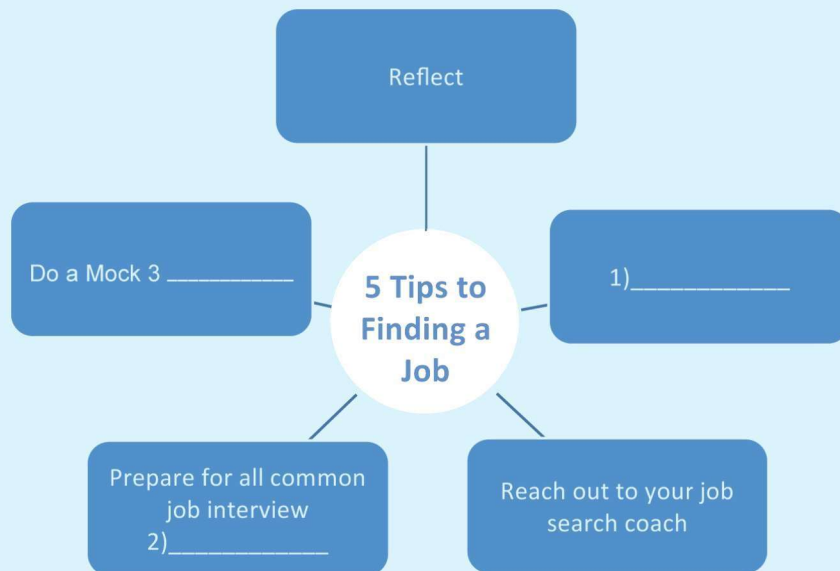 Reflect
Do a Mock 3 ____________
1)____________
5 Tips to
Finding a
Job
Prepare for all common
job interview
2)____________
Reach out to your job
search coach